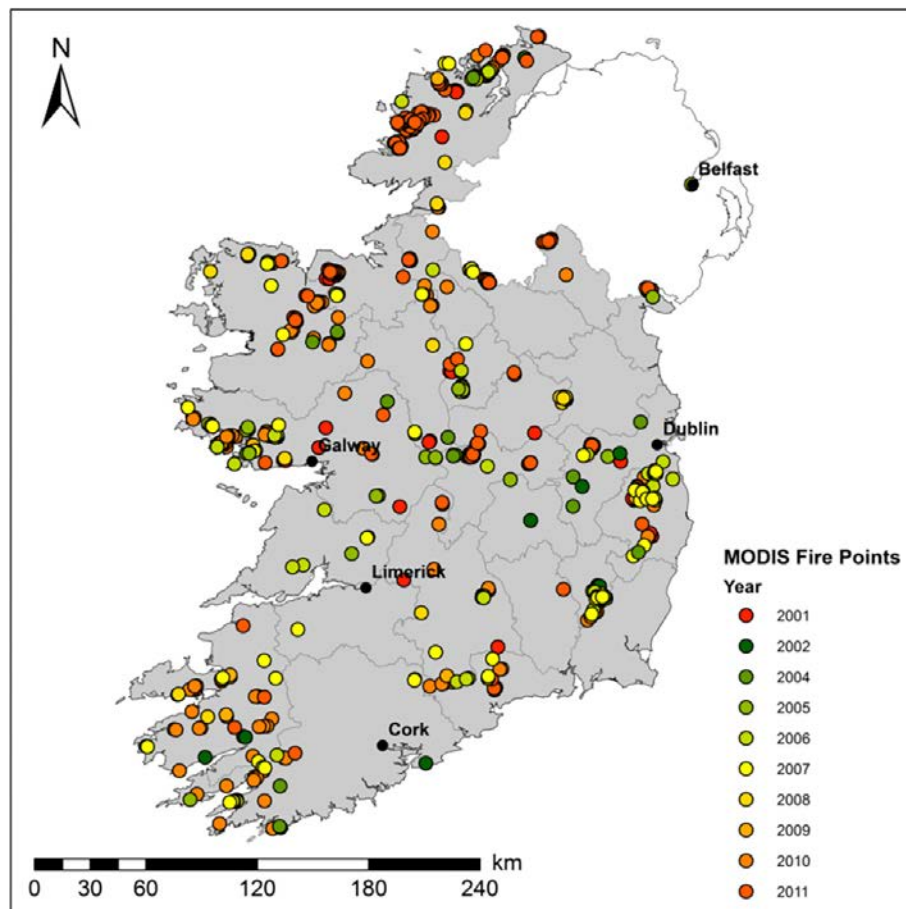 N
Belfast
Dublin
Galway
Limerick
Cork
MODIS Fire Points
Year
2001
2002
2004
2005
2006
2007
2008
2009
2010
2011
km
0 30 60 120 180 240